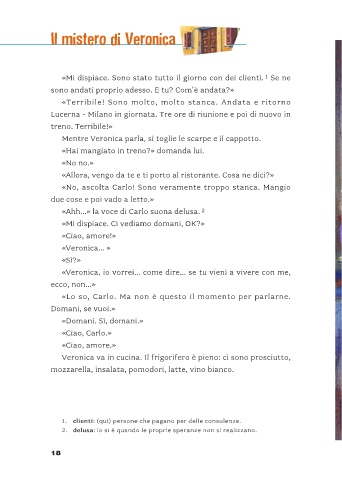 Il mistero di Veronica
«Mi dispiace. Sono stato tutto il giorno con dei clienti. 1 Se ne
sono andati proprio adesso. E tu? Com'è andata?»
«Terribile! Sono molto, molto stanca. Andata e ritorno
Lucerna - Milano in giornata. Tre ore di riunione e poi di nuovo in
treno. Terribile!»
Mentre Veronica parla, si toglie le scarpe e il cappotto.
«Hai mangiato in treno?» domanda lui.
«No no.»
«Allora, vengo da te e ti porto al ristorante. Cosa ne dici?»
«No, ascolta Carlo! Sono veramente troppo stanca. Mangio
due cose e poi vado a letto.»
«Ahh...» la voce di Carlo suona delusa. 2
«Mi dispiace. Ci vediamo domani, OK?»
«Ciao, amore!»
«Veronica... »
«Sì?»
«Veronica, io vorrei... come dire... se tu vieni a vivere con me,
ecco, non...»
«Lo so, Carlo. Ma non è questo il momento per parlarne.
Domani, se vuoi.»
«Domani. Sì, domani.»
«Ciao, Carlo.»
«Ciao, amore.»
Veronica va in cucina. Il frigorifero è pieno: ci sono prosciutto,
mozzarella, insalata, pomodori, latte, vino bianco.
1. clienti: (qui) persone che pagano per delle consulenze.
2. delusa: lo si è quando le proprie speranze non si realizzano.
18